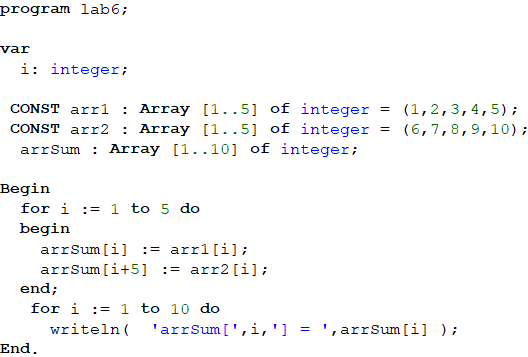 program lab6;
var
i: integer;
CONST arr1 : Array [1..5] of integer = (1,2,3,4,5);
CONST arr2 : Array [1..5] of integer = (6,7,8,9,10);
arrSum : Array [1..10] of integer;
Begin
for i := 1 to 5 do
begin
arrSum[i] := arr1[i];
arrSum[i+5] := arr2[i];
end;
for i := 1 to 10 do
writeln( 'arrSum[',i,'] = ',arrSum[i] );
End.